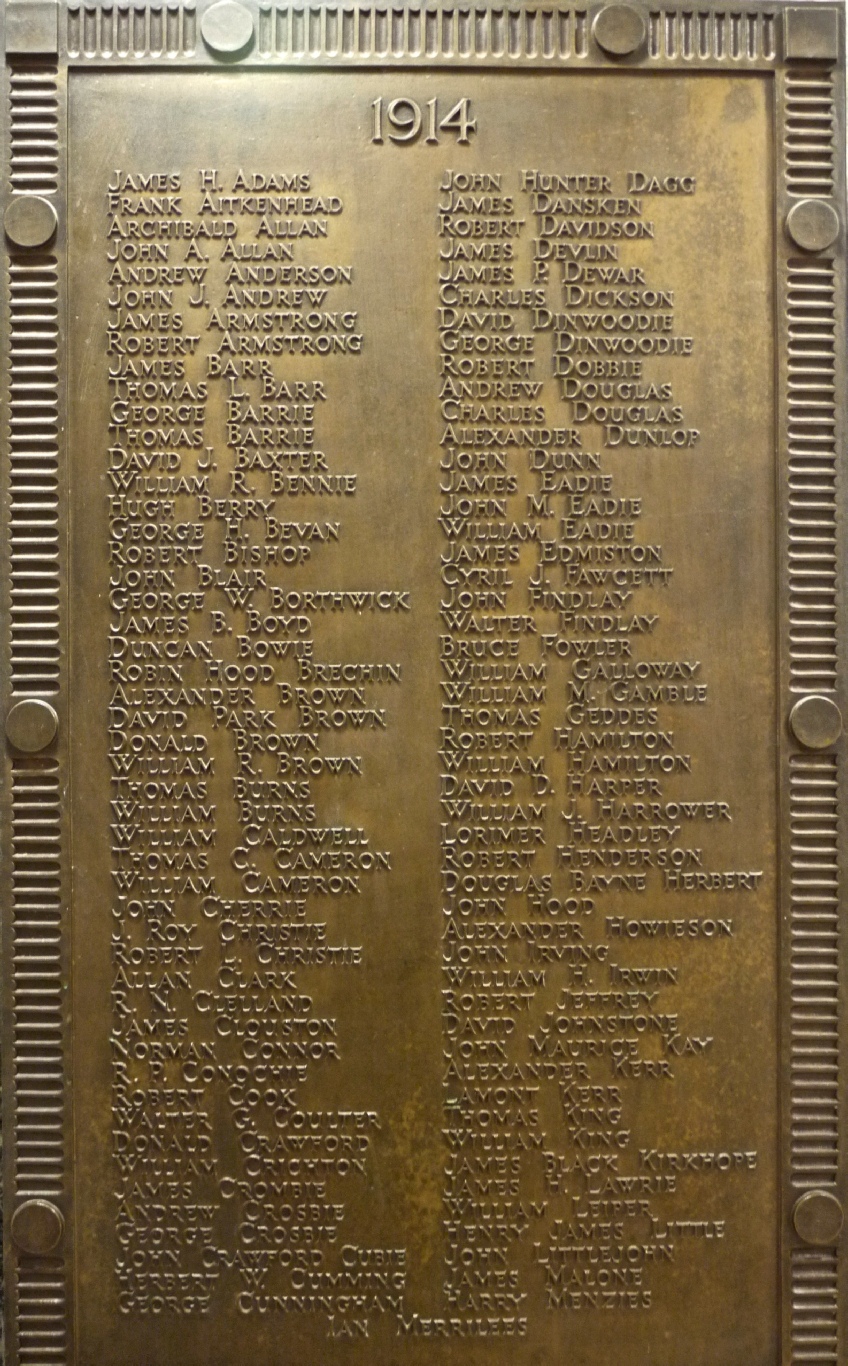 1914
JAMES H. ADAMS
FRANK AITKENHEAD
ARCHIBALD ALLAN
JOHN A. ALLAN
ANDREW ANDERSON
JOHN J. ANDREW
JAMES ARMSTRONG
ROBERT ARMSTRONG
JAMES BARR
THOMAS L. BARR
GEORGE BARRIE
THOMAS BARRIE
DAVID J. BAXTER
WILLIAM R. BENNIE
HUGH BERRY
GEORGE H. BEVAN
ROBERT BISHOP
JOHN BLAIR
GEORGE W. BORTHWICK
JAMES B. BOYD
DUNCAN BOWIE
ROBIN HOOD BRECHIN
ALEXANDER BROWN
DAVID PARK BROWN
DONALD BROWN
WILLIAM R. BROWN
THOMAS BURNS
WILLIAM BURNS
WILLIAM CALDWELL
THOMAS C. CAMERON
WILLIAM CAMERON
JOHN CHERRIE
J. ROY CHRISTIE
ROBERT L. CHRISTIE
ALLAN CLARK
R. N. CLELLAND
JAMES CLOUSTON
NORMAN CONNOR
R. P. CONOCHIE
ROBERT COOK
WALTER G. COULTER
DONALD CRAWFORD
WILLIAM CRICHTON
JAMES CROMBIE
ANDREW CROSBIE
GEORGE CROSBIE
JOHN CRAWFORD CUBIE
HERBERT W. CUMMING
GEORGE CUNNINGHAM
JOHN HUNTER DAGG
JAMES DANSKEN
ROBERT DAVIDSON
JAMES DEVLIN
JAMES P. DEWAR
CHARLES DICKSON
DAVID DINWOODIE
GEORGE DINWOODIE
ROBERT DOBBIE
ANDREW DOUGLAS
CHARLES DOUGLAS
ALEXANDER DUNLOP
JOHN DUNN
JAMES EADIE
JOHN M. EADIE
WILLIAM EADIE
JAMES EDMISTON
CYRIL J. FAWCETT
JOHN FINDLAY
WALTER FINDLAY
BRUCE FOWLER
WILLIAM GALLOWAY
WILLIAM M. GAMBLE
THOMAS GEDDES
ROBERT HAMILTON
WILLIAM HAMILTON
DAVID D. HARPER
WILLIAM J. HARROWER
LORIMER HEADLEY
ROBERT HENDERSON
DOUGLAS BAYNE HERBERT
JOHN HOOD
ALEXANDER HOWIESON
JOHN IRVING
WILLIAM H. IRWIN
ROBERT JEFFREY
DAVID JOHNSTONE
JOHN MAURICE KAY
ALEXANDER KERR
LAMONT KERR
THOMAS KING
WILLIAM KING
JAMES BLACK KIRKHOPE
JAMES H. LAWRIE
WILLIAM LEIPER
HENRY JAMES LITTLE
JOHN LITTLEJOHN
JAMES MALONE
HARRY MENZIES
IAN MERRILEES